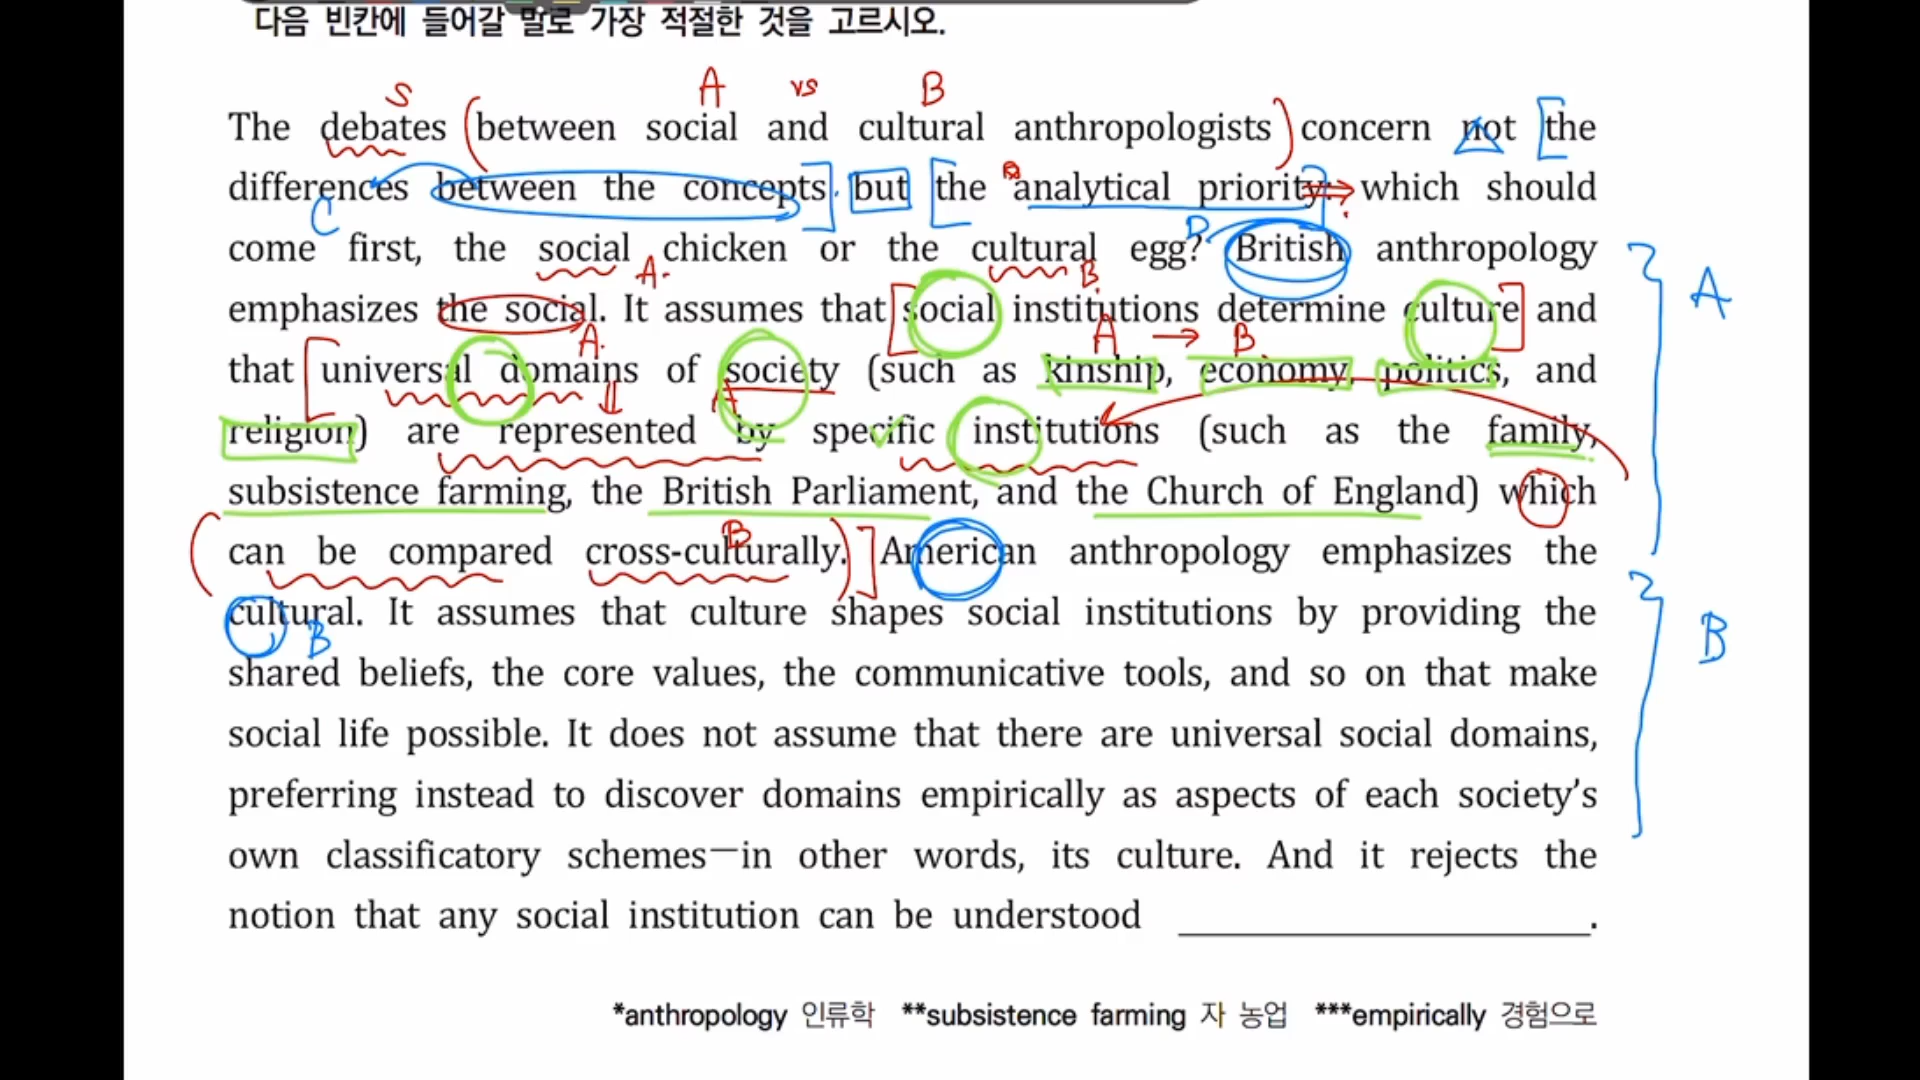 다음 빈칸에 들어갈 말로 가장 적절한 것을 고르시오.
S A vs B
The debates (between social and cultural anthropologists) concern not [the
differences between the concepts], but [the analytical priority: which should
C D
come first, the social chicken or the cultural egg? British anthropology
A. B.
emphasizes the social. It assumes that [social institutions determine culture] and A
A. A → B
that [universal domains of society (such as kinship, economy, politics, and
religion) are represented by specific institutions (such as the family,
subsistence farming, the British Parliament, and the Church of England) which
B
(can be compared cross-culturally.)] American anthropology emphasizes the
cultural. It assumes that culture shapes social institutions by providing the
B B
shared beliefs, the core values, the communicative tools, and so on that make
social life possible. It does not assume that there are universal social domains,
preferring instead to discover domains empirically as aspects of each society's
own classificatory schemes—in other words, its culture. And it rejects the
notion that any social institution can be understood ____________.
*anthropology 인류학 **subsistence farming 자 농업 ***empirically 경험으로